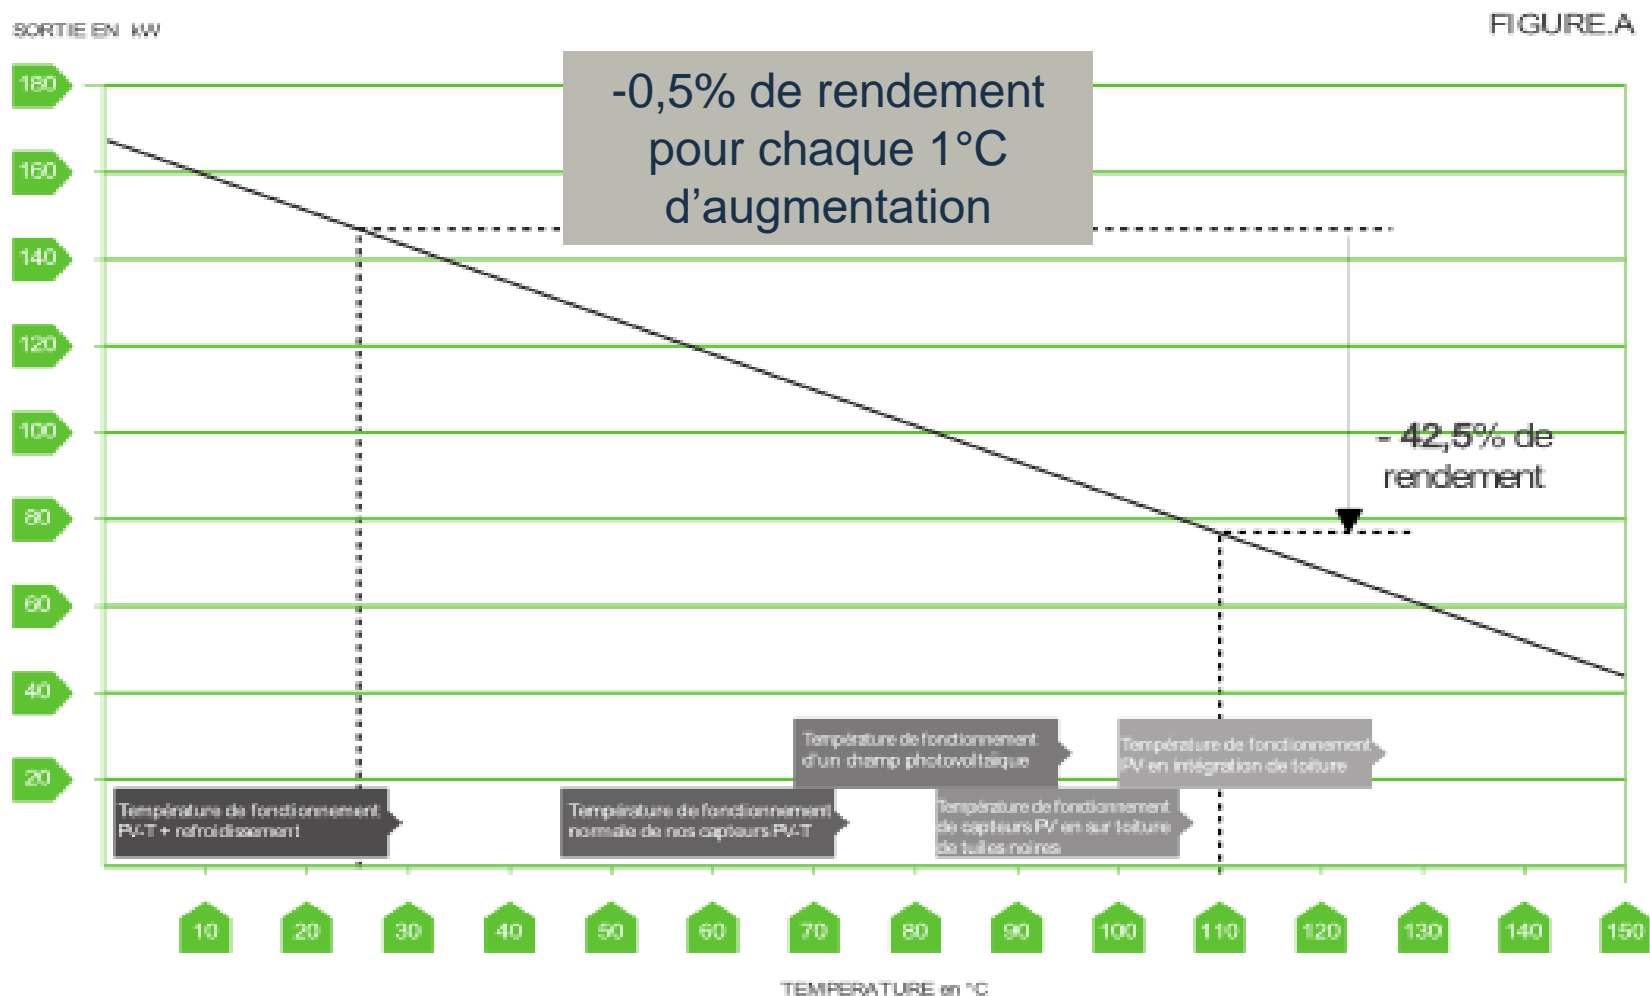 SORTIE EN kW
FIGURE.A
-0,5% de rendement
pour chaque 1°C
d'augmentation
180
160
140
120
100
80
60
40
20
- 42,5% de
rendement
Température de fonctionnement
d'un champ photovoltaïque
Température de fonctionnement
PV en intégration de toiture
Température de fonctionnement
PV-T + refroidissement
Température de fonctionnement
normale de nos capteurs PV-T
Température de fonctionnement
de capteurs PV en sur toiture
de tuiles noires
10
20
30
40
50
60
70
80
90
100
110
120
130
140
150
TEMPERATURE en °C